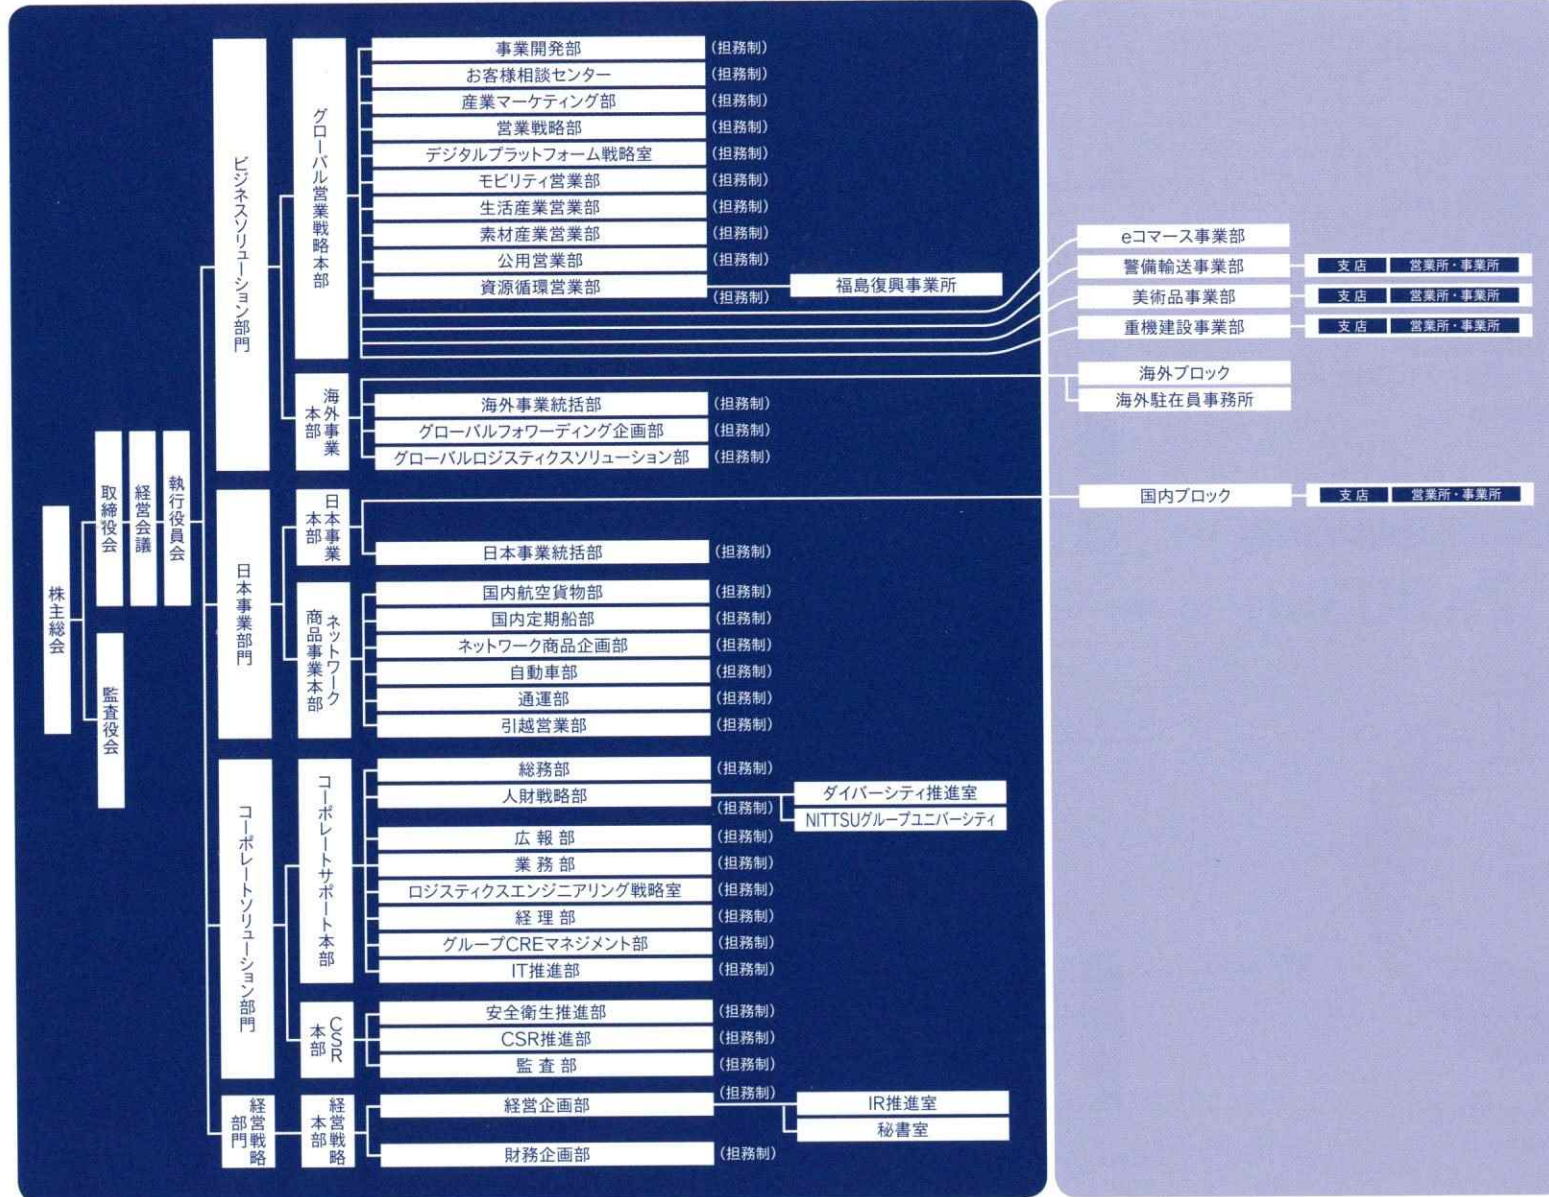 株主総会
取締役会
監査役会
経営会議
執行役員会
ビジネスソリューション部門
グローバル営業戦略本部
事業開発部 (担務制)
お客様相談センター (担務制)
産業マーケティング部 (担務制)
営業戦略部 (担務制)
デジタルプラットフォーム戦略室 (担務制)
モビリティ営業部 (担務制)
生活産業営業部 (担務制)
素材産業営業部 (担務制)
公用営業部 (担務制)
資源循環営業部 (担務制)
福島復興事業所
eコマース事業部
警備輸送事業部 支店 営業所・事業所
美術品事業部 支店 営業所・事業所
重機建設事業部 支店 営業所・事業所
海外事業
本部
海外ブロック
海外駐在員事務所
海外事業統括部 (担務制)
グローバルフォワーディング企画部 (担務制)
グローバルロジスティクスソリューション部 (担務制)
日本事業部門
日本事業
本部
国内ブロック 支店 営業所・事業所
日本事業統括部 (担務制)
ネットワーク
商品事業本部
国内航空貨物部 (担務制)
国内定期船部 (担務制)
ネットワーク商品企画部 (担務制)
自動車部 (担務制)
通運部 (担務制)
引越営業部 (担務制)
コーポレートソリューション部門
コーポレートサポート本部
総務部 (担務制)
人財戦略部 (担務制)
ダイバーシティ推進室
NITTSUグループユニバーシティ
広報部 (担務制)
業務部 (担務制)
ロジスティクスエンジニアリング戦略室 (担務制)
経理部 (担務制)
グループCREマネジメント部 (担務制)
IT推進部 (担務制)
CSR
本部
安全衛生推進部 (担務制)
CSR推進部 (担務制)
監査部 (担務制)
経営戦略
部門
経営戦略
本部
経営企画部 (担務制)
IR推進室
秘書室
財務企画部 (担務制)